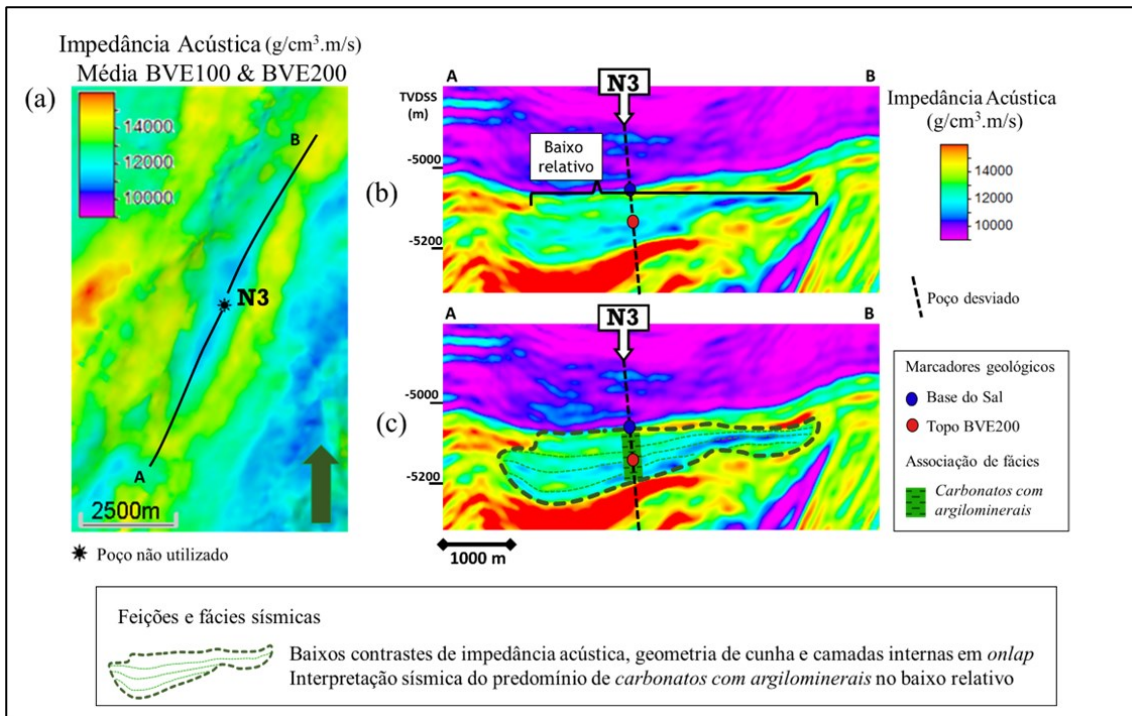 Impedância Acústica (g/cm³.m/s)
Média BVE100 & BVE200
(a)
14000
12000
10000
B
N3
A
2500m
Poço não utilizado
A
N3
B
TVDSS
(m)
-5000
-5200
Baixo
relativo
(b)
A
N3
B
-5000
-5200
(c)
1000 m
Impedância Acústica
(g/cm³.m/s)
14000
12000
10000
Poço desviado
Marcadores geológicos
Base do Sal
Topo BVE200
Associação de fácies
Carbonatos com
argilominerais
Feições e fácies sísmicas
Baixos contrastes de impedância acústica, geometria de cunha e camadas internas em onlap
Interpretação sísmica do predomínio de carbonatos com argilominerais no baixo relativo